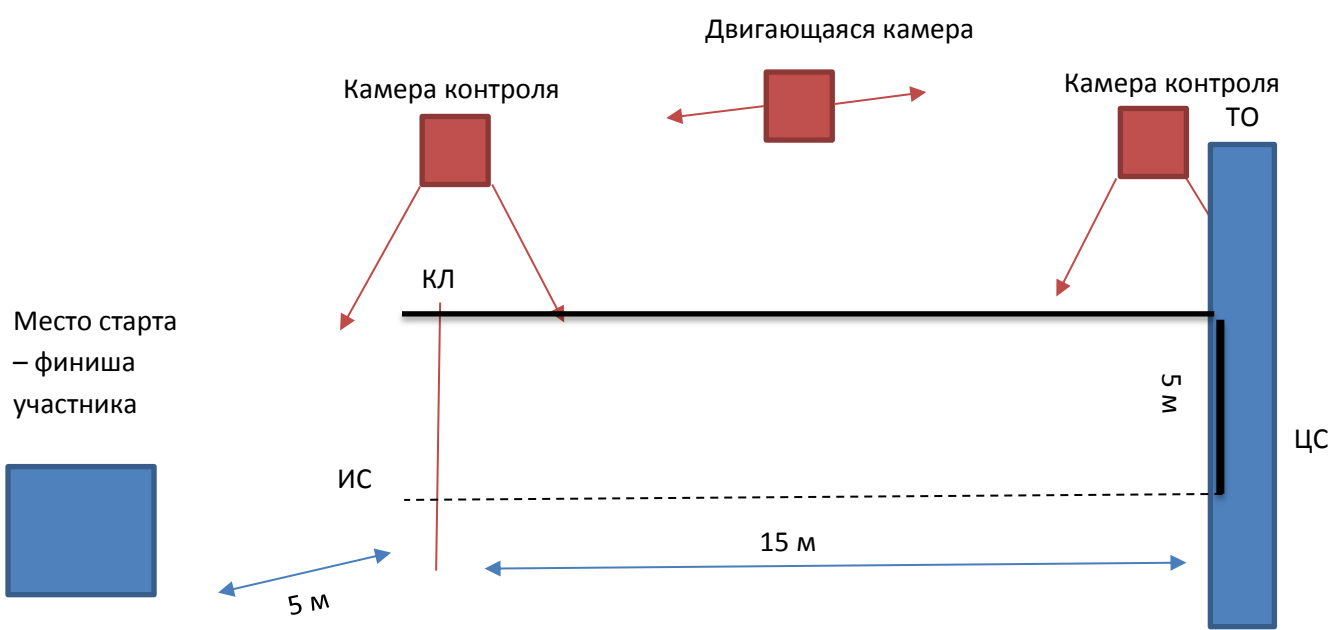 Двигающаяся камера
Камера контроля
Камера контроля
ТО
КЛ
Место старта
– финиша
участника
5 м
ЦС
ИС
15 м
5 м